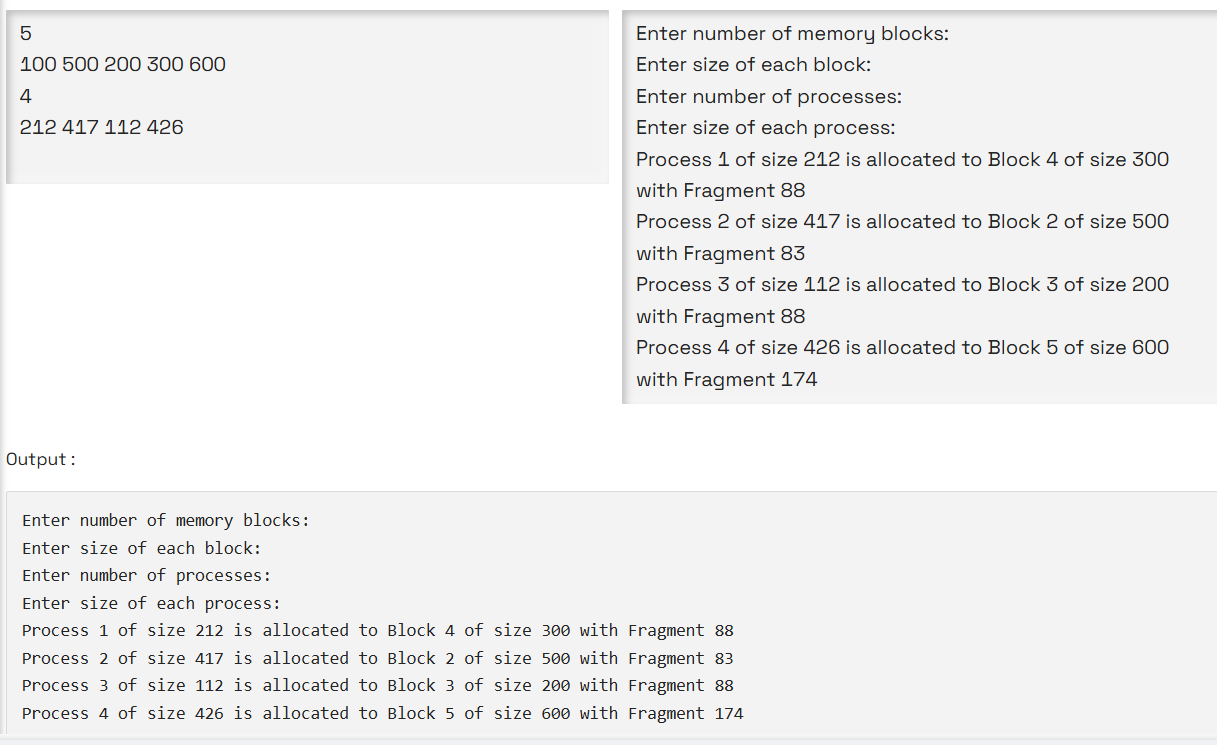 5
100 500 200 300 600
4
212 417 112 426
Enter number of memory blocks:
Enter size of each block:
Enter number of processes:
Enter size of each process:
Process 1 of size 212 is allocated to Block 4 of size 300
with Fragment 88
Process 2 of size 417 is allocated to Block 2 of size 500
with Fragment 83
Process 3 of size 112 is allocated to Block 3 of size 200
with Fragment 88
Process 4 of size 426 is allocated to Block 5 of size 600
with Fragment 174
Output:
Enter number of memory blocks:
Enter size of each block:
Enter number of processes:
Enter size of each process:
Process 1 of size 212 is allocated to Block 4 of size 300 with Fragment 88
Process 2 of size 417 is allocated to Block 2 of size 500 with Fragment 83
Process 3 of size 112 is allocated to Block 3 of size 200 with Fragment 88
Process 4 of size 426 is allocated to Block 5 of size 600 with Fragment 174